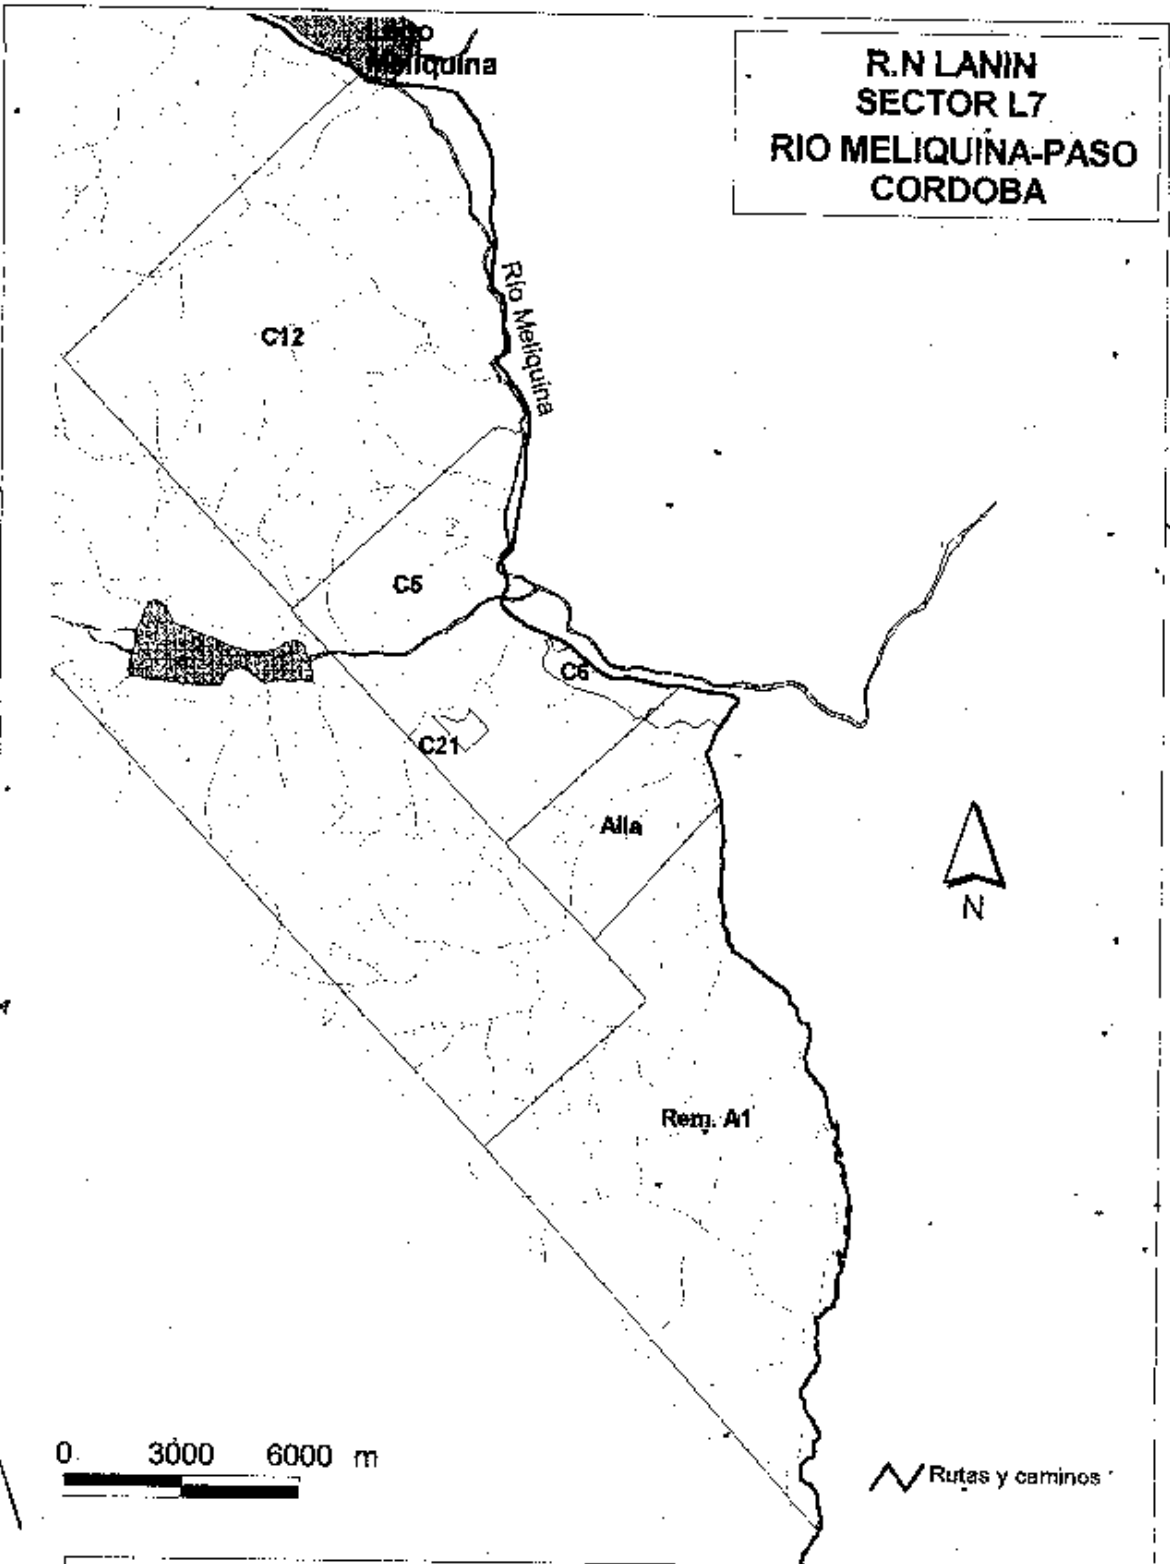 Lago
Meliquina
R.N LANIN
SECTOR L7
RIO MELIQUINA-PASO
CORDOBA
Río Meliquina
C12
C5
C6
C21
Alla
N
Rem. A1
0 3000 6000 m
Rutas y caminos